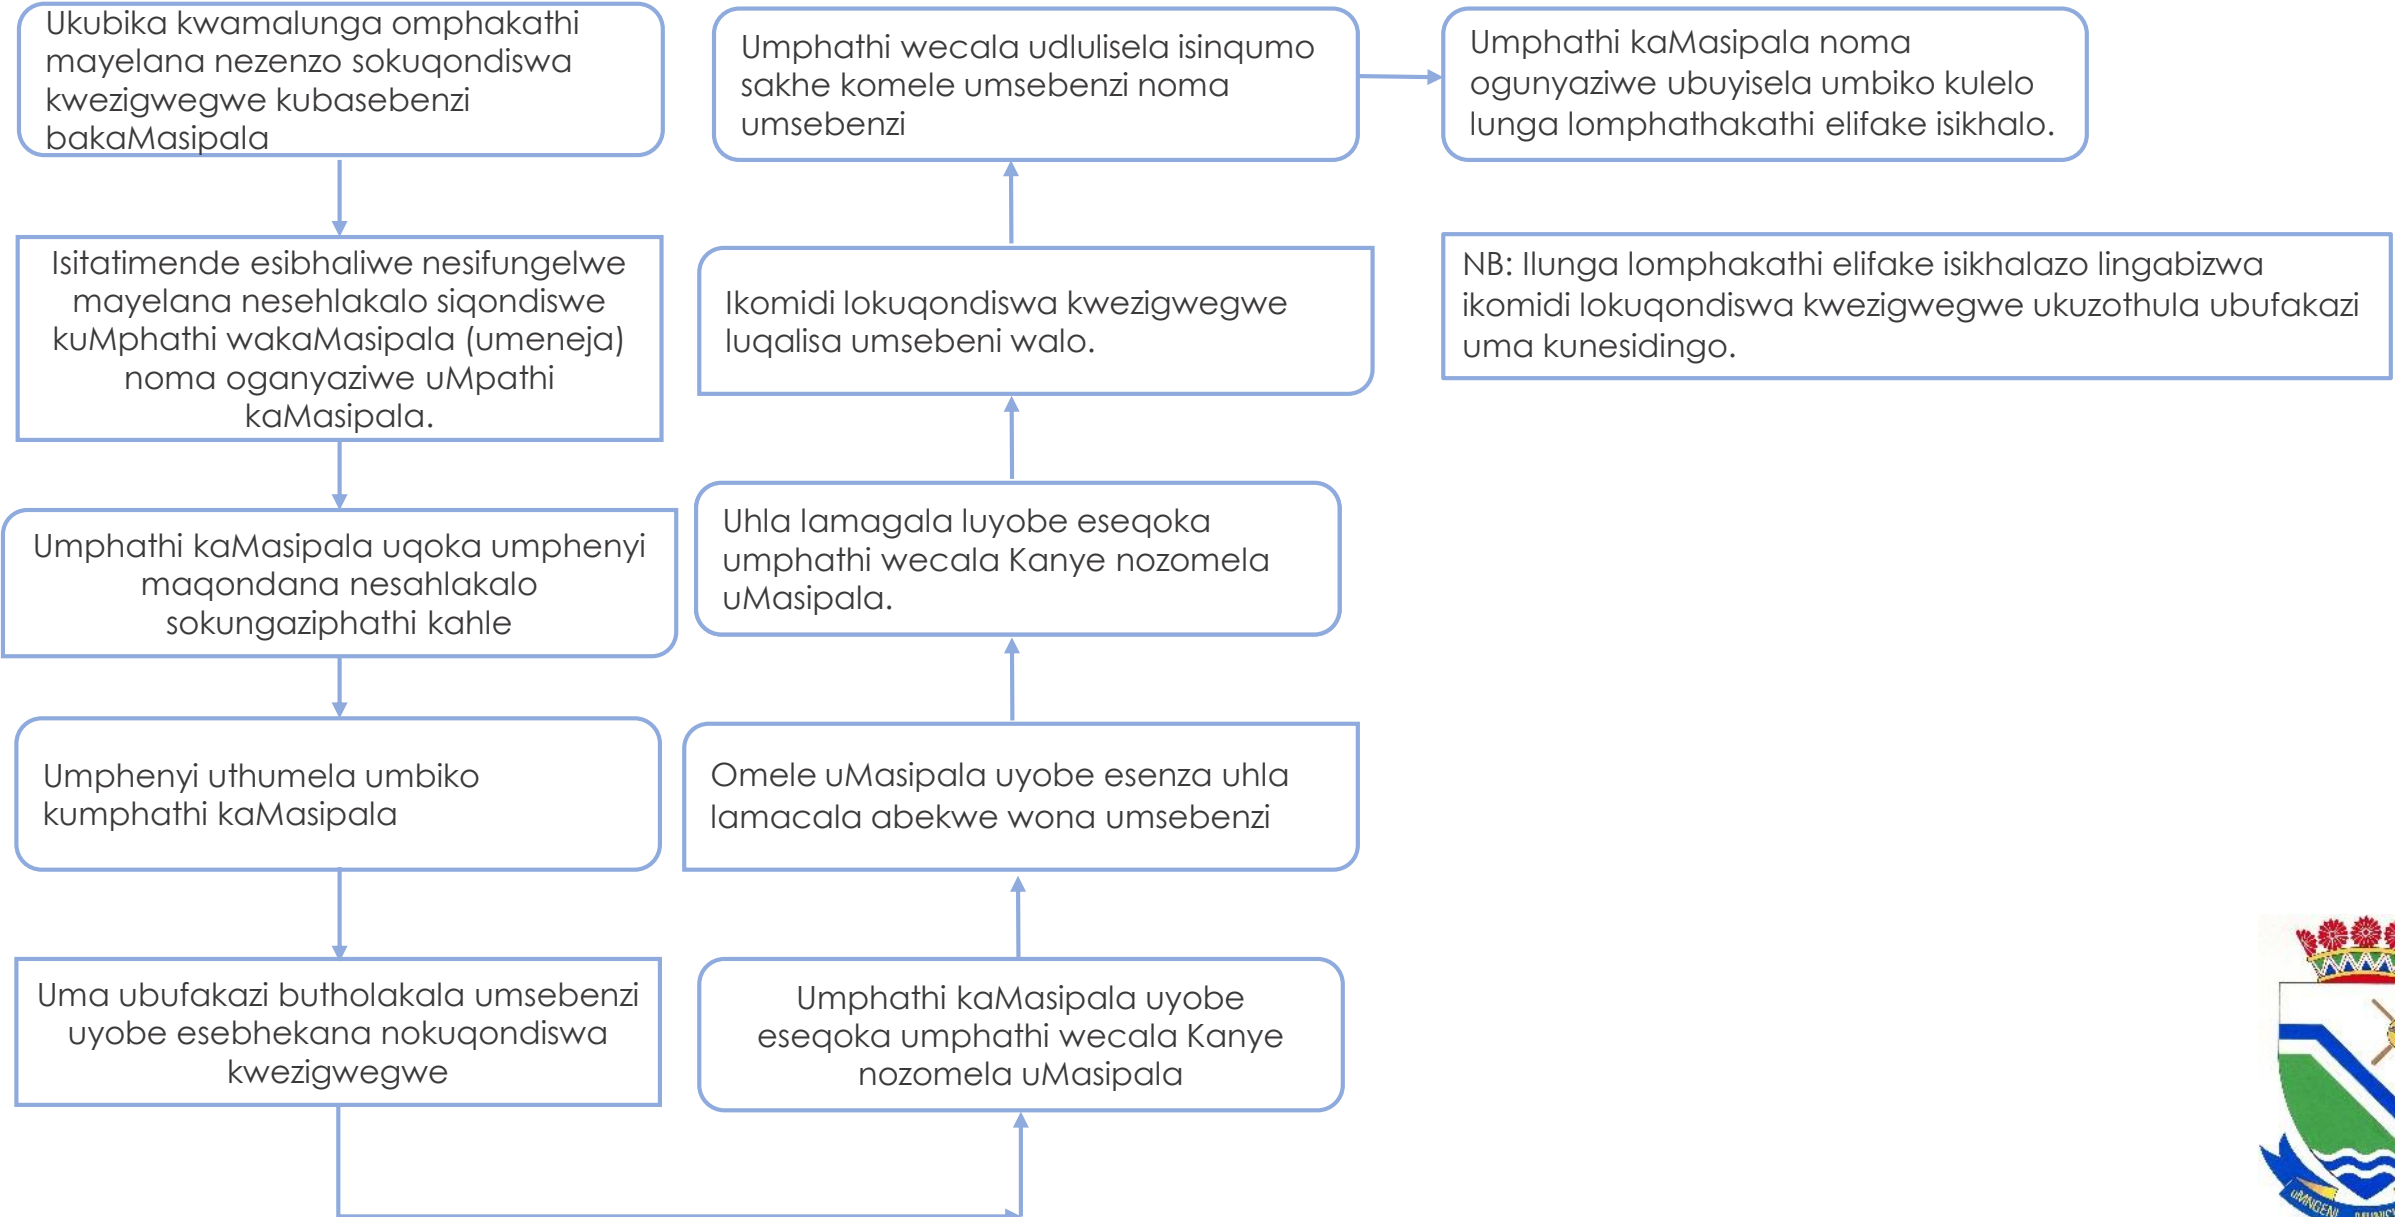 Ukubika kwamalunga omphakathi
mayelana nezenzo sokuqondiswa
kwezigwegwe kubasebenzi
bakaMasipala
Isitatimende esibhaliwe nesifungelwe
mayelana nesehlakalo siqondiswe
kuMphathi wakaMasipala (umeneja)
noma oganyaziwe uMpathi
kaMasipala.
Umphathi kaMasipala uqoka umphenyi
maqondana nesahlakalo
sokungaziphathi kahle
Umphenyi uthumela umbiko
kumphathi kaMasipala
Uma ubufakazi butholakala umsebenzi
uyobe esebhekana nokuqondiswa
kwezigwegwe
Umphathi kaMasipala uyobe
eseqoka umphathi wecala Kanye
nozomela uMasipala
Omele uMasipala uyobe esenza uhla
lamacala abekwe wona umsebenzi
Uhla lamagala luyobe eseqoka
umphathi wecala Kanye nozomela
uMasipala.
Ikomidi lokuqondiswa kwezigwegwe
luqalisa umsebeni walo.
Umphathi wecala udlulisela isinqumo
sakhe komele umsebenzi noma
umsebenzi
Umphathi kaMasipala noma
ogunyaziwe ubuyisela umbiko kulelo
lunga lomphathakathi elifake isikhalo.
NB: Ilunga lomphakathi elifake isikhalazo lingabizwa
ikomidi lokuqondiswa kwezigwegwe ukuzothula ubufakazi
uma kunesidingo.
uMNGENI